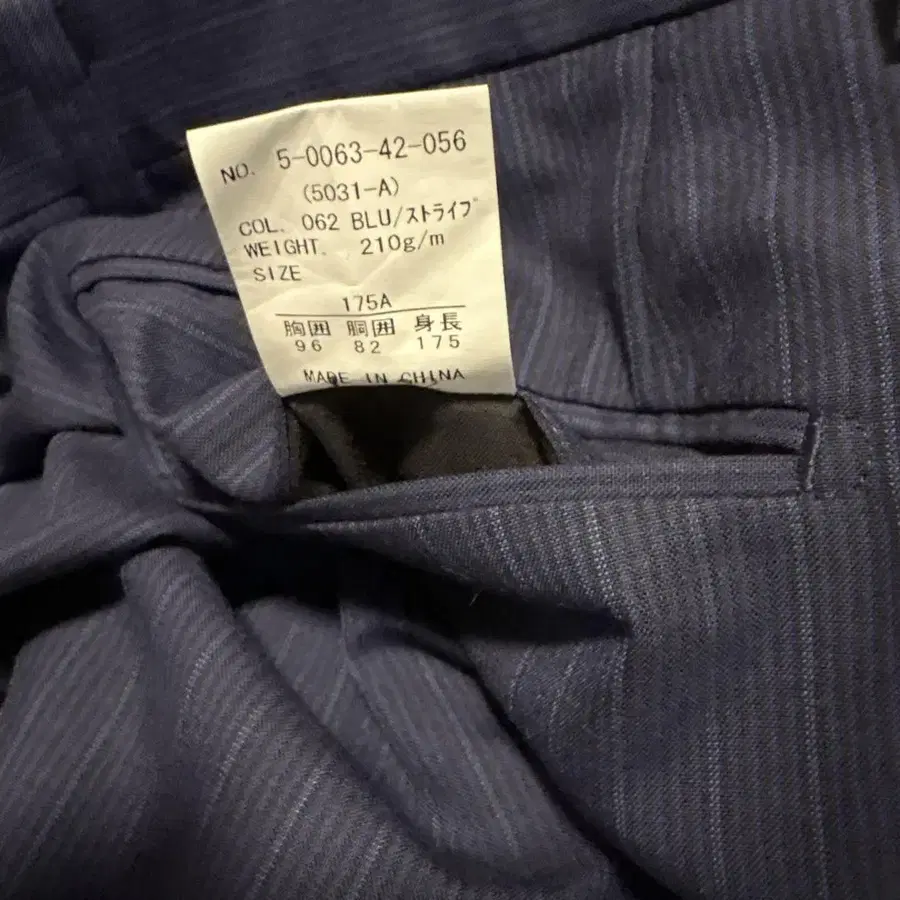 NO. 5-0063-42-056
(5031-A)
COL. 062 BLU/ストライプ
WEIGHT. 210g/m
SIZE
175A
胸囲 胴囲 身長
96 82 175
MADE IN CHINA